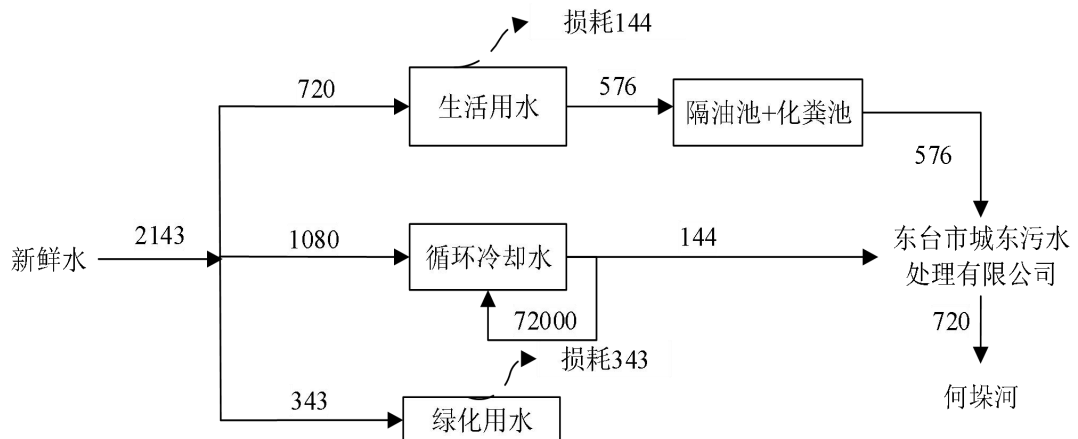 损耗144
720
生活用水
576
隔油池+化粪池
576
新鲜水
2143
1080
循环冷却水
144
东台市城东污水
处理有限公司
72000
720
损耗343
343
绿化用水
何垛河